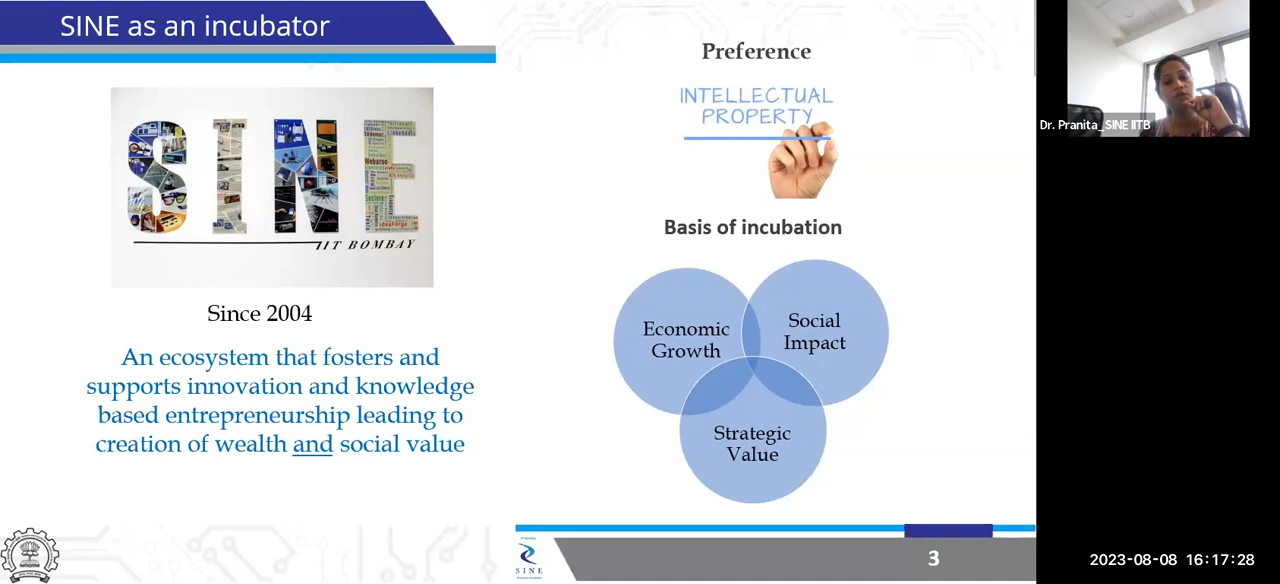 SINE as an incubator
SINE
IIT BOMBAY
Since 2004
An ecosystem that fosters and
supports innovation and knowledge
based entrepreneurship leading to
creation of wealth and social value
Preference
INTELLECTUAL
PROPERTY
Basis of incubation
Economic
Growth
Social
Impact
Strategic
Value
SINE
3
Dr. Pranita_SINE IITB
2023-08-08 16:17:28